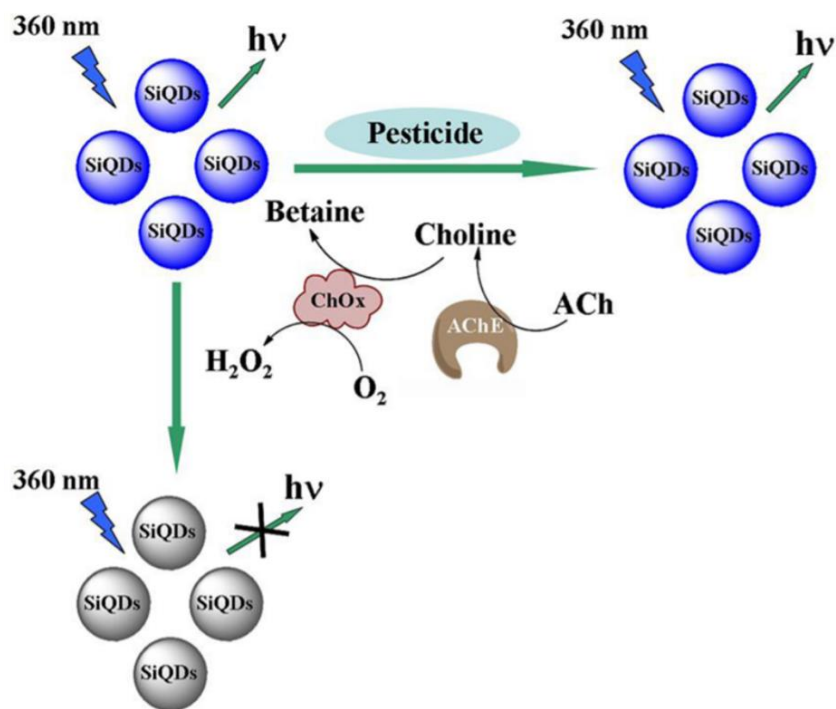 360 nm
hν
SiQDs
SiQDs
SiQDs
SiQDs
Pesticide
360 nm
hν
SiQDs
SiQDs
SiQDs
SiQDs
Betaine
Choline
ChOx
AChE
ACh
H₂O₂
O₂
360 nm
hν
SiQDs
SiQDs
SiQDs
SiQDs